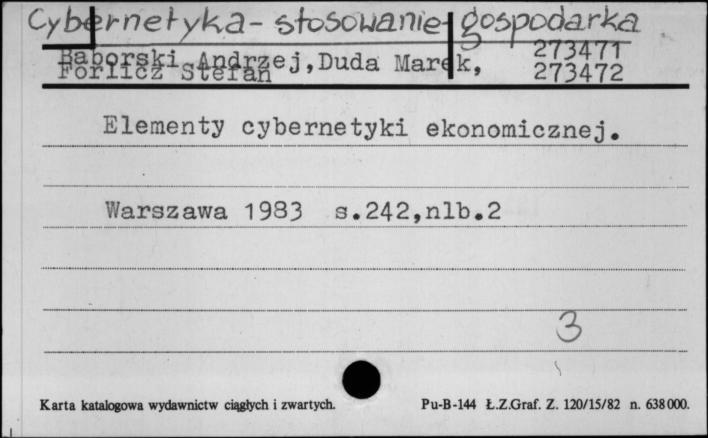 Cybernetyka - stosowanie - gospodarka
Baborski Andrzej, Duda Marek, 273471
Forlicz Stefan 273472
Elementy cybernetyki ekonomicznej.
Warszawa 1983 s.242,nlb.2
3
Karta katalogowa wydawnictw ciągłych i zwartych. Pu-B-144 Ł.Z.Graf. Z. 120/15/82 n. 638000.